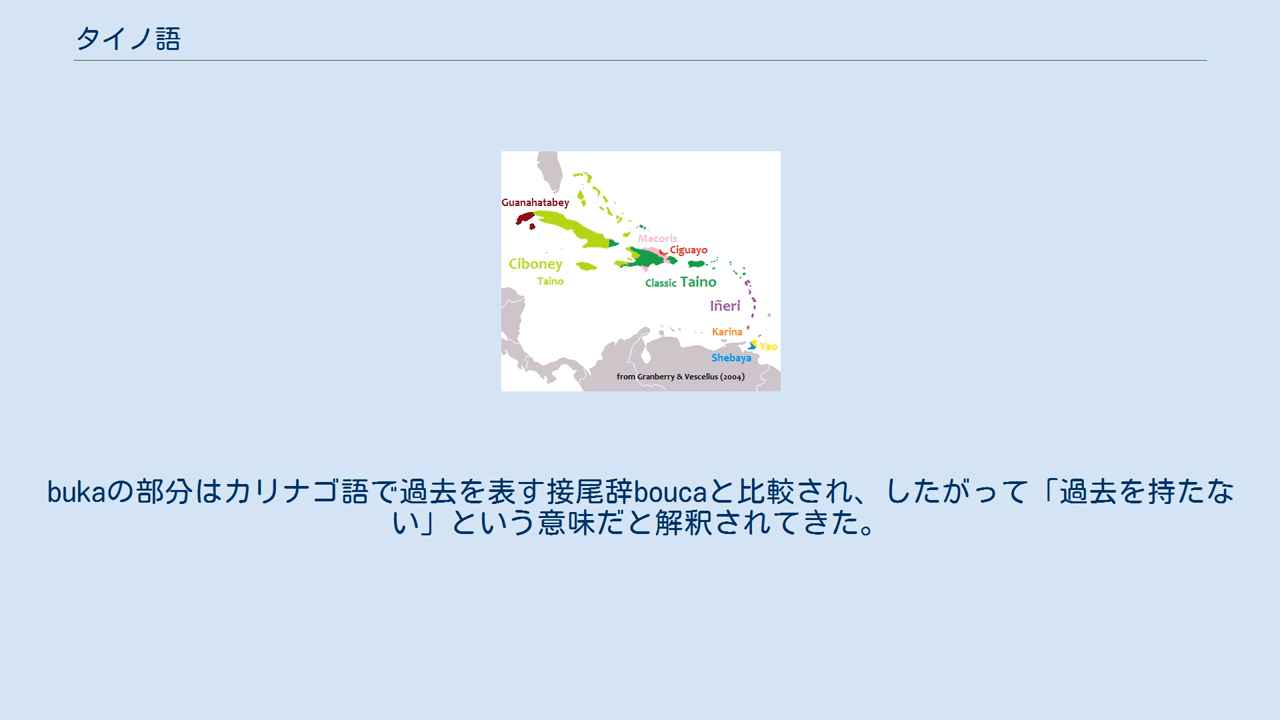 タイノ語
Guanahatabey
Macoris
Ciguayo
Ciboney
Taino
Classic Taino
Iñeri
Karina
Yao
Shebaya
from Granberry & Vescelius (2004)
bukaの部分はカリナゴ語で過去を表す接尾辞boucaと比較され、したがって「過去を持たな
い」という意味だと解釈されてきた。